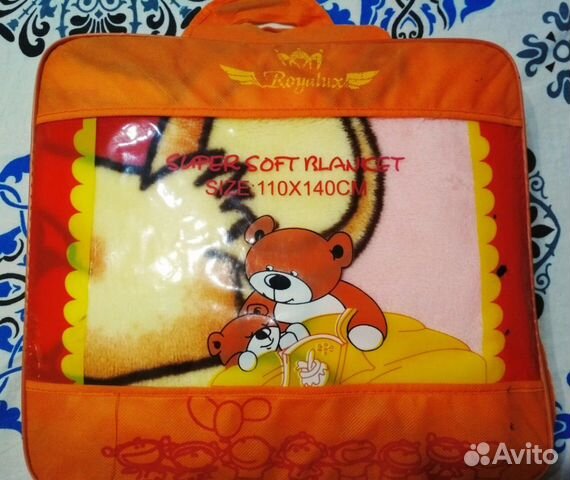 Royalux
SUPER SOFT BLANKET
SIZE:110X140CM
Avito